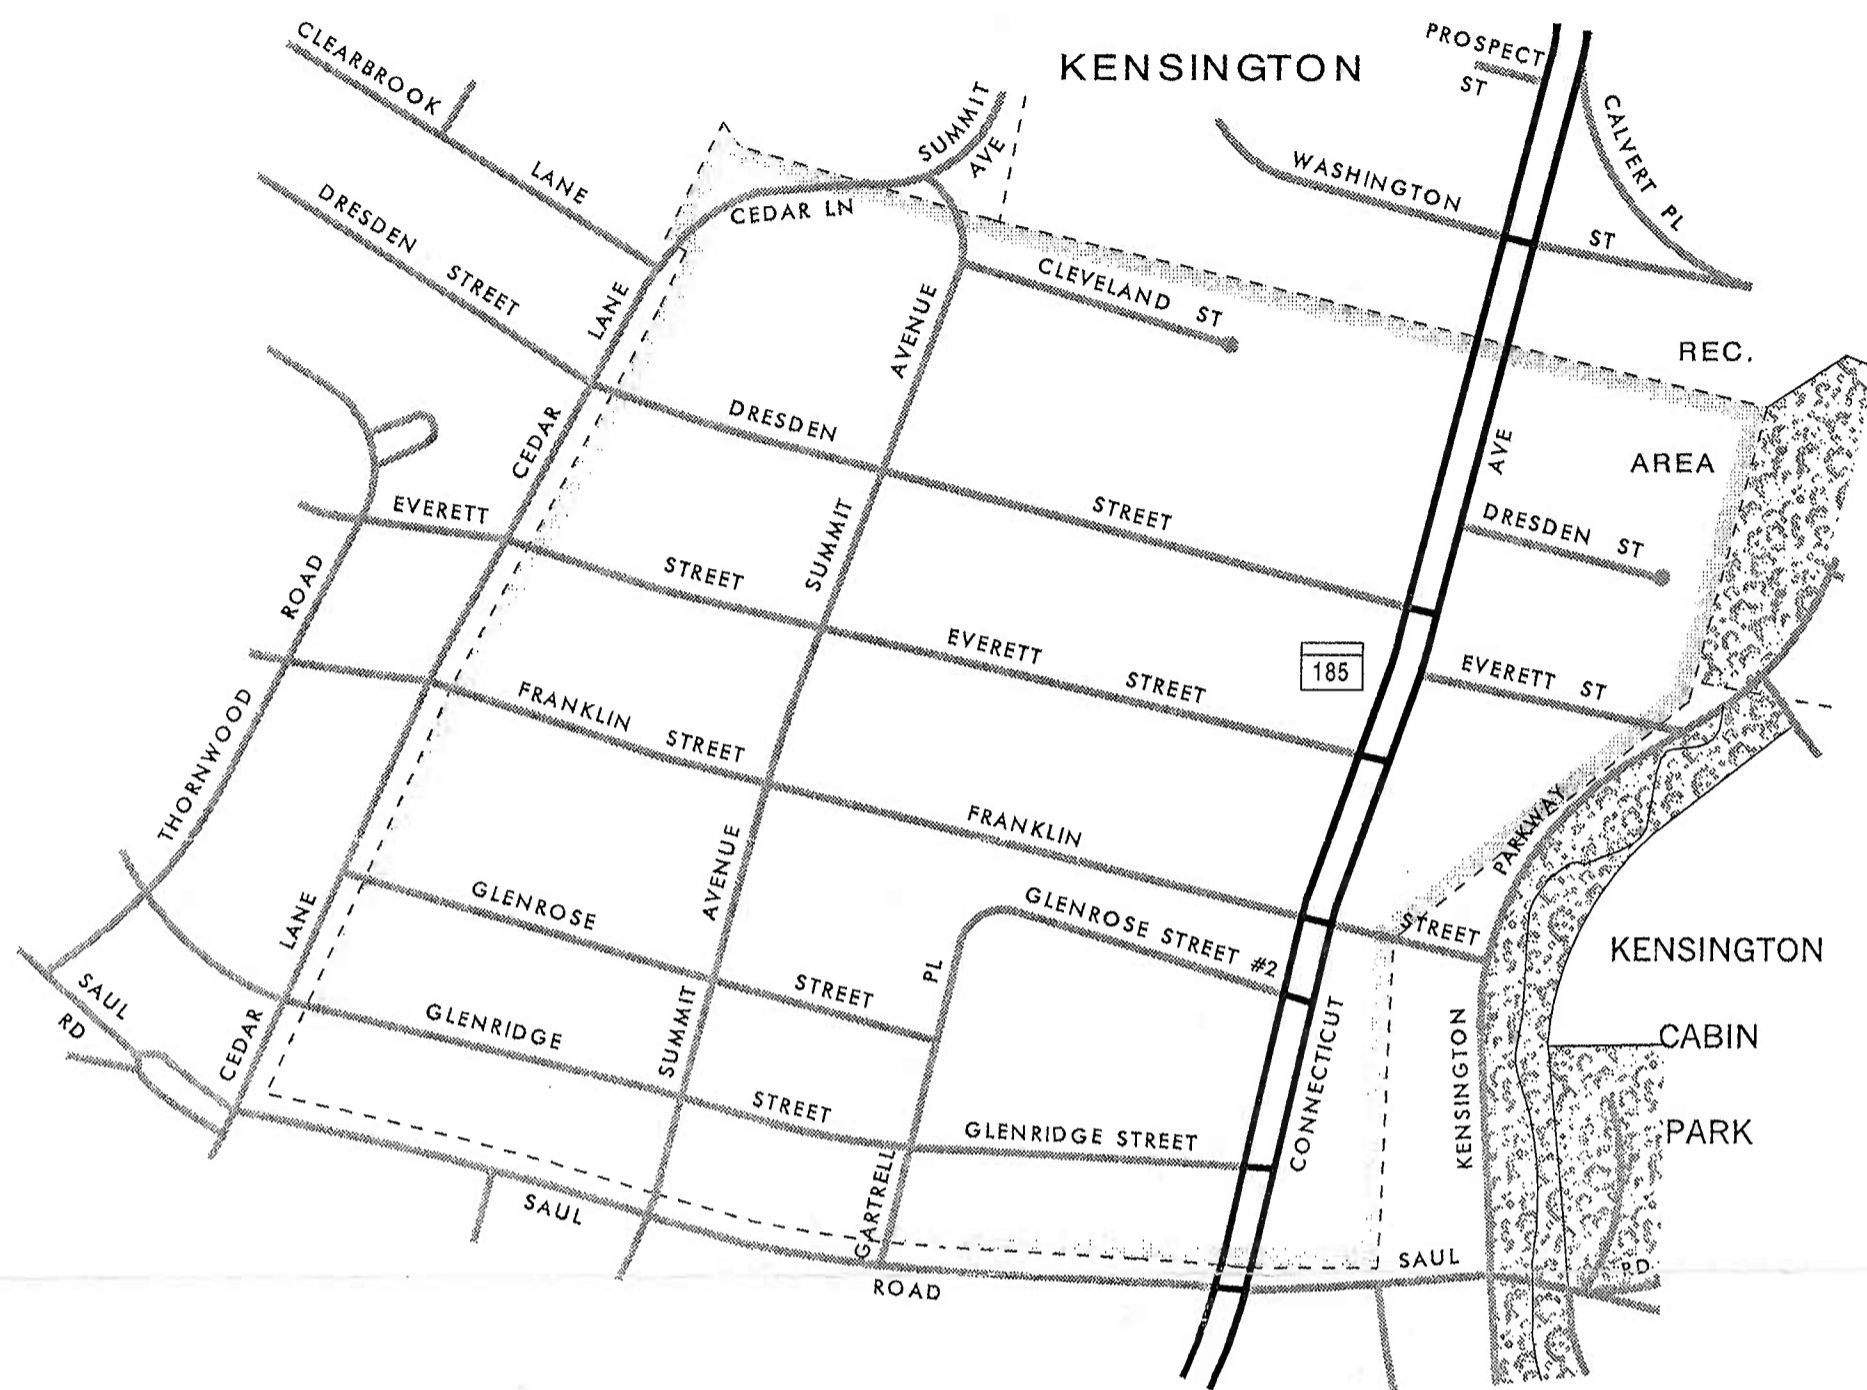 CLEARBROOK
LANE
KENSINGTON
PROSPECT
ST
SUMMIT
AVE
CALVERT PL
WASHINGTON
ST
DRESDEN
STREET
CEDAR LN
CLEVELAND ST
LANE
AVENUE
REC.
AREA
CEDAR
DRESDEN
STREET
AVE
DRESDEN ST
EVERETT
STREET
SUMMIT
EVERETT
STREET
185
EVERETT ST
ROAD
THORNWOOD
FRANKLIN
STREET
FRANKLIN
STREET
PARKWAY
AVENUE
GLENROSE
STREET
GLENROSE STREET #2
PL
LANE
CEDAR
SAUL
RD
GLENRIDGE
STREET
SUMMIT
GLENRIDGE STREET
GARTRELL
CONNECTICUT
KENSINGTON
KENSINGTON
CABIN
PARK
SAUL
ROAD
SAUL
RD